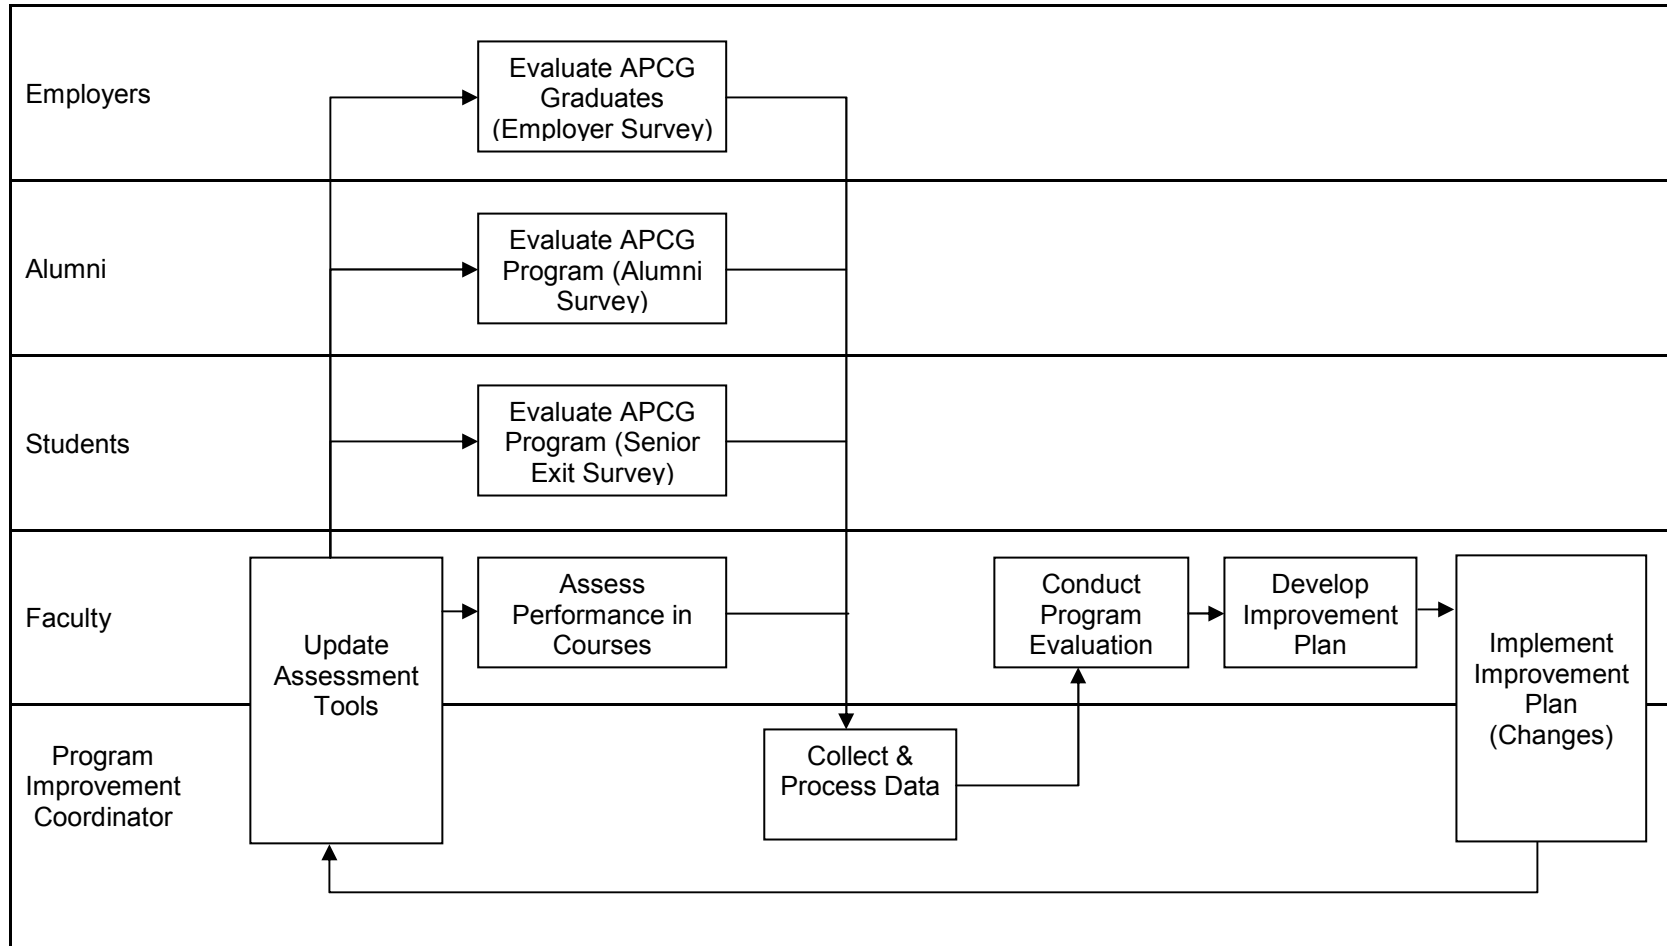 Employers
Evaluate APCG
Graduates
(Employer Survey)
Alumni
Evaluate APCG
Program (Alumni
Survey)
Students
Evaluate APCG
Program (Senior
Exit Survey)
Faculty
Update
Assessment
Tools
Assess
Performance in
Courses
Conduct
Program
Evaluation
Develop
Improvement
Plan
Implement
Improvement
Plan
(Changes)
Program
Improvement
Coordinator
Collect &
Process Data